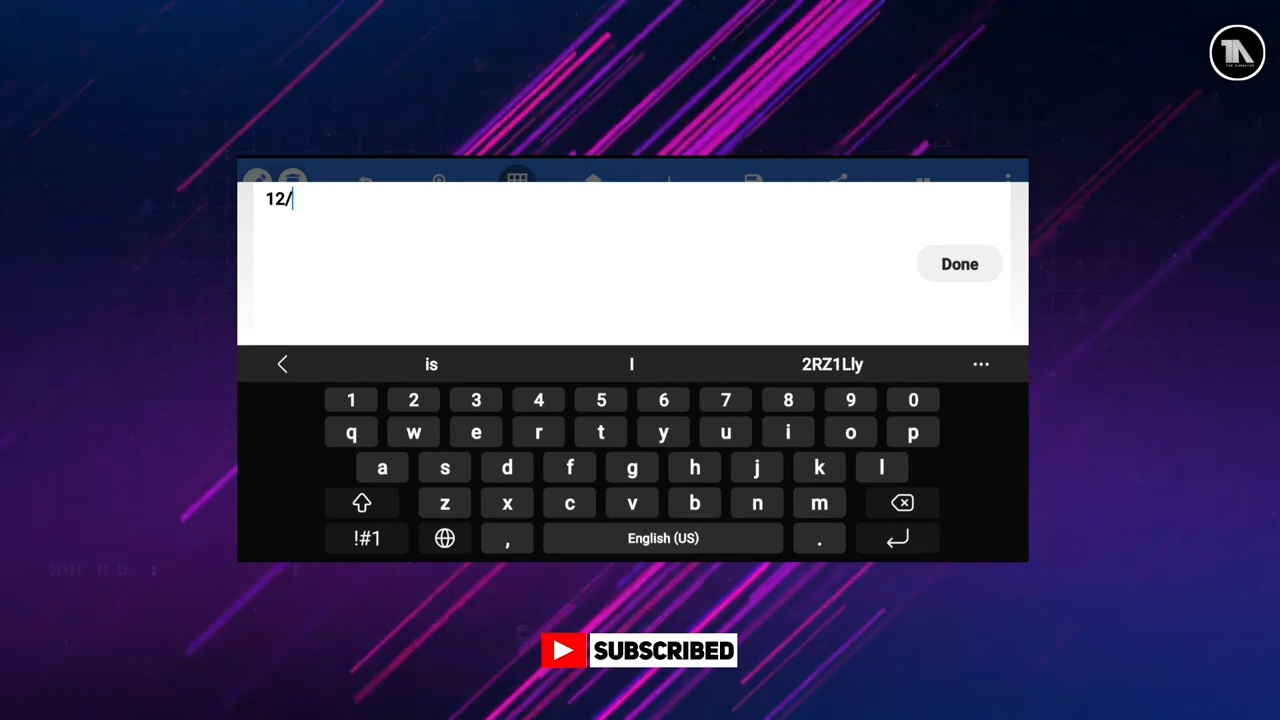 12/
Done
is
I
2RZ1Lly
1 2 3 4 5 6 7 8 9 0
q w e r t y u i o p
a s d f g h j k l
z x c v b n m
!#1 , English (US) .
SUBSCRIBED